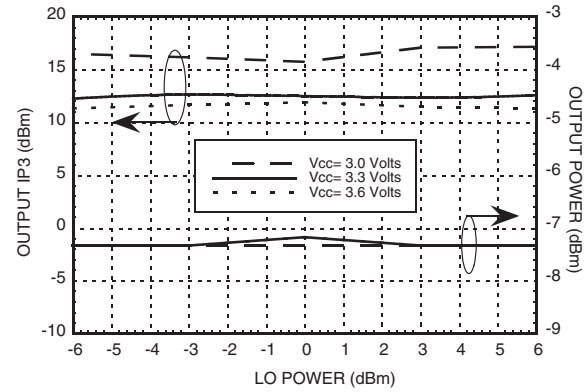 20
15
10
5
0
-5
-10
OUTPUT IP3 (dBm)
-3
-4
-5
-6
-7
-8
-9
OUTPUT POWER (dBm)
Vcc= 3.0 Volts
Vcc= 3.3 Volts
Vcc= 3.6 Volts
-6 -5 -4 -3 -2 -1 0 1 2 3 4 5 6
LO POWER (dBm)